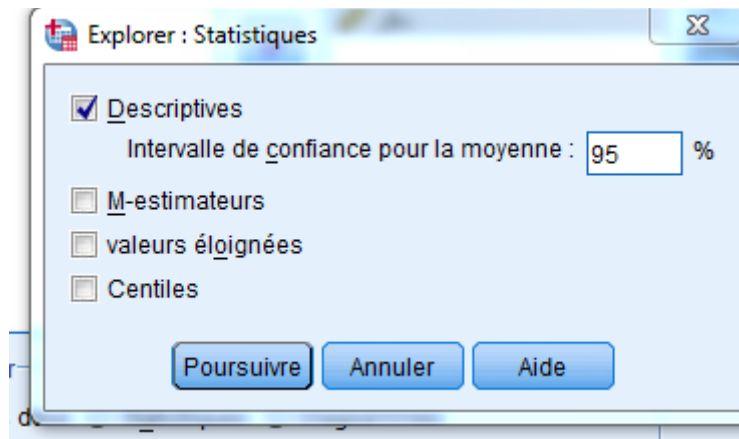 Explorer : Statistiques
Descriptives
Intervalle de confiance pour la moyenne : 95 %
M-estimateurs
valeurs éloignées
Centiles
Poursuivre Annuler Aide